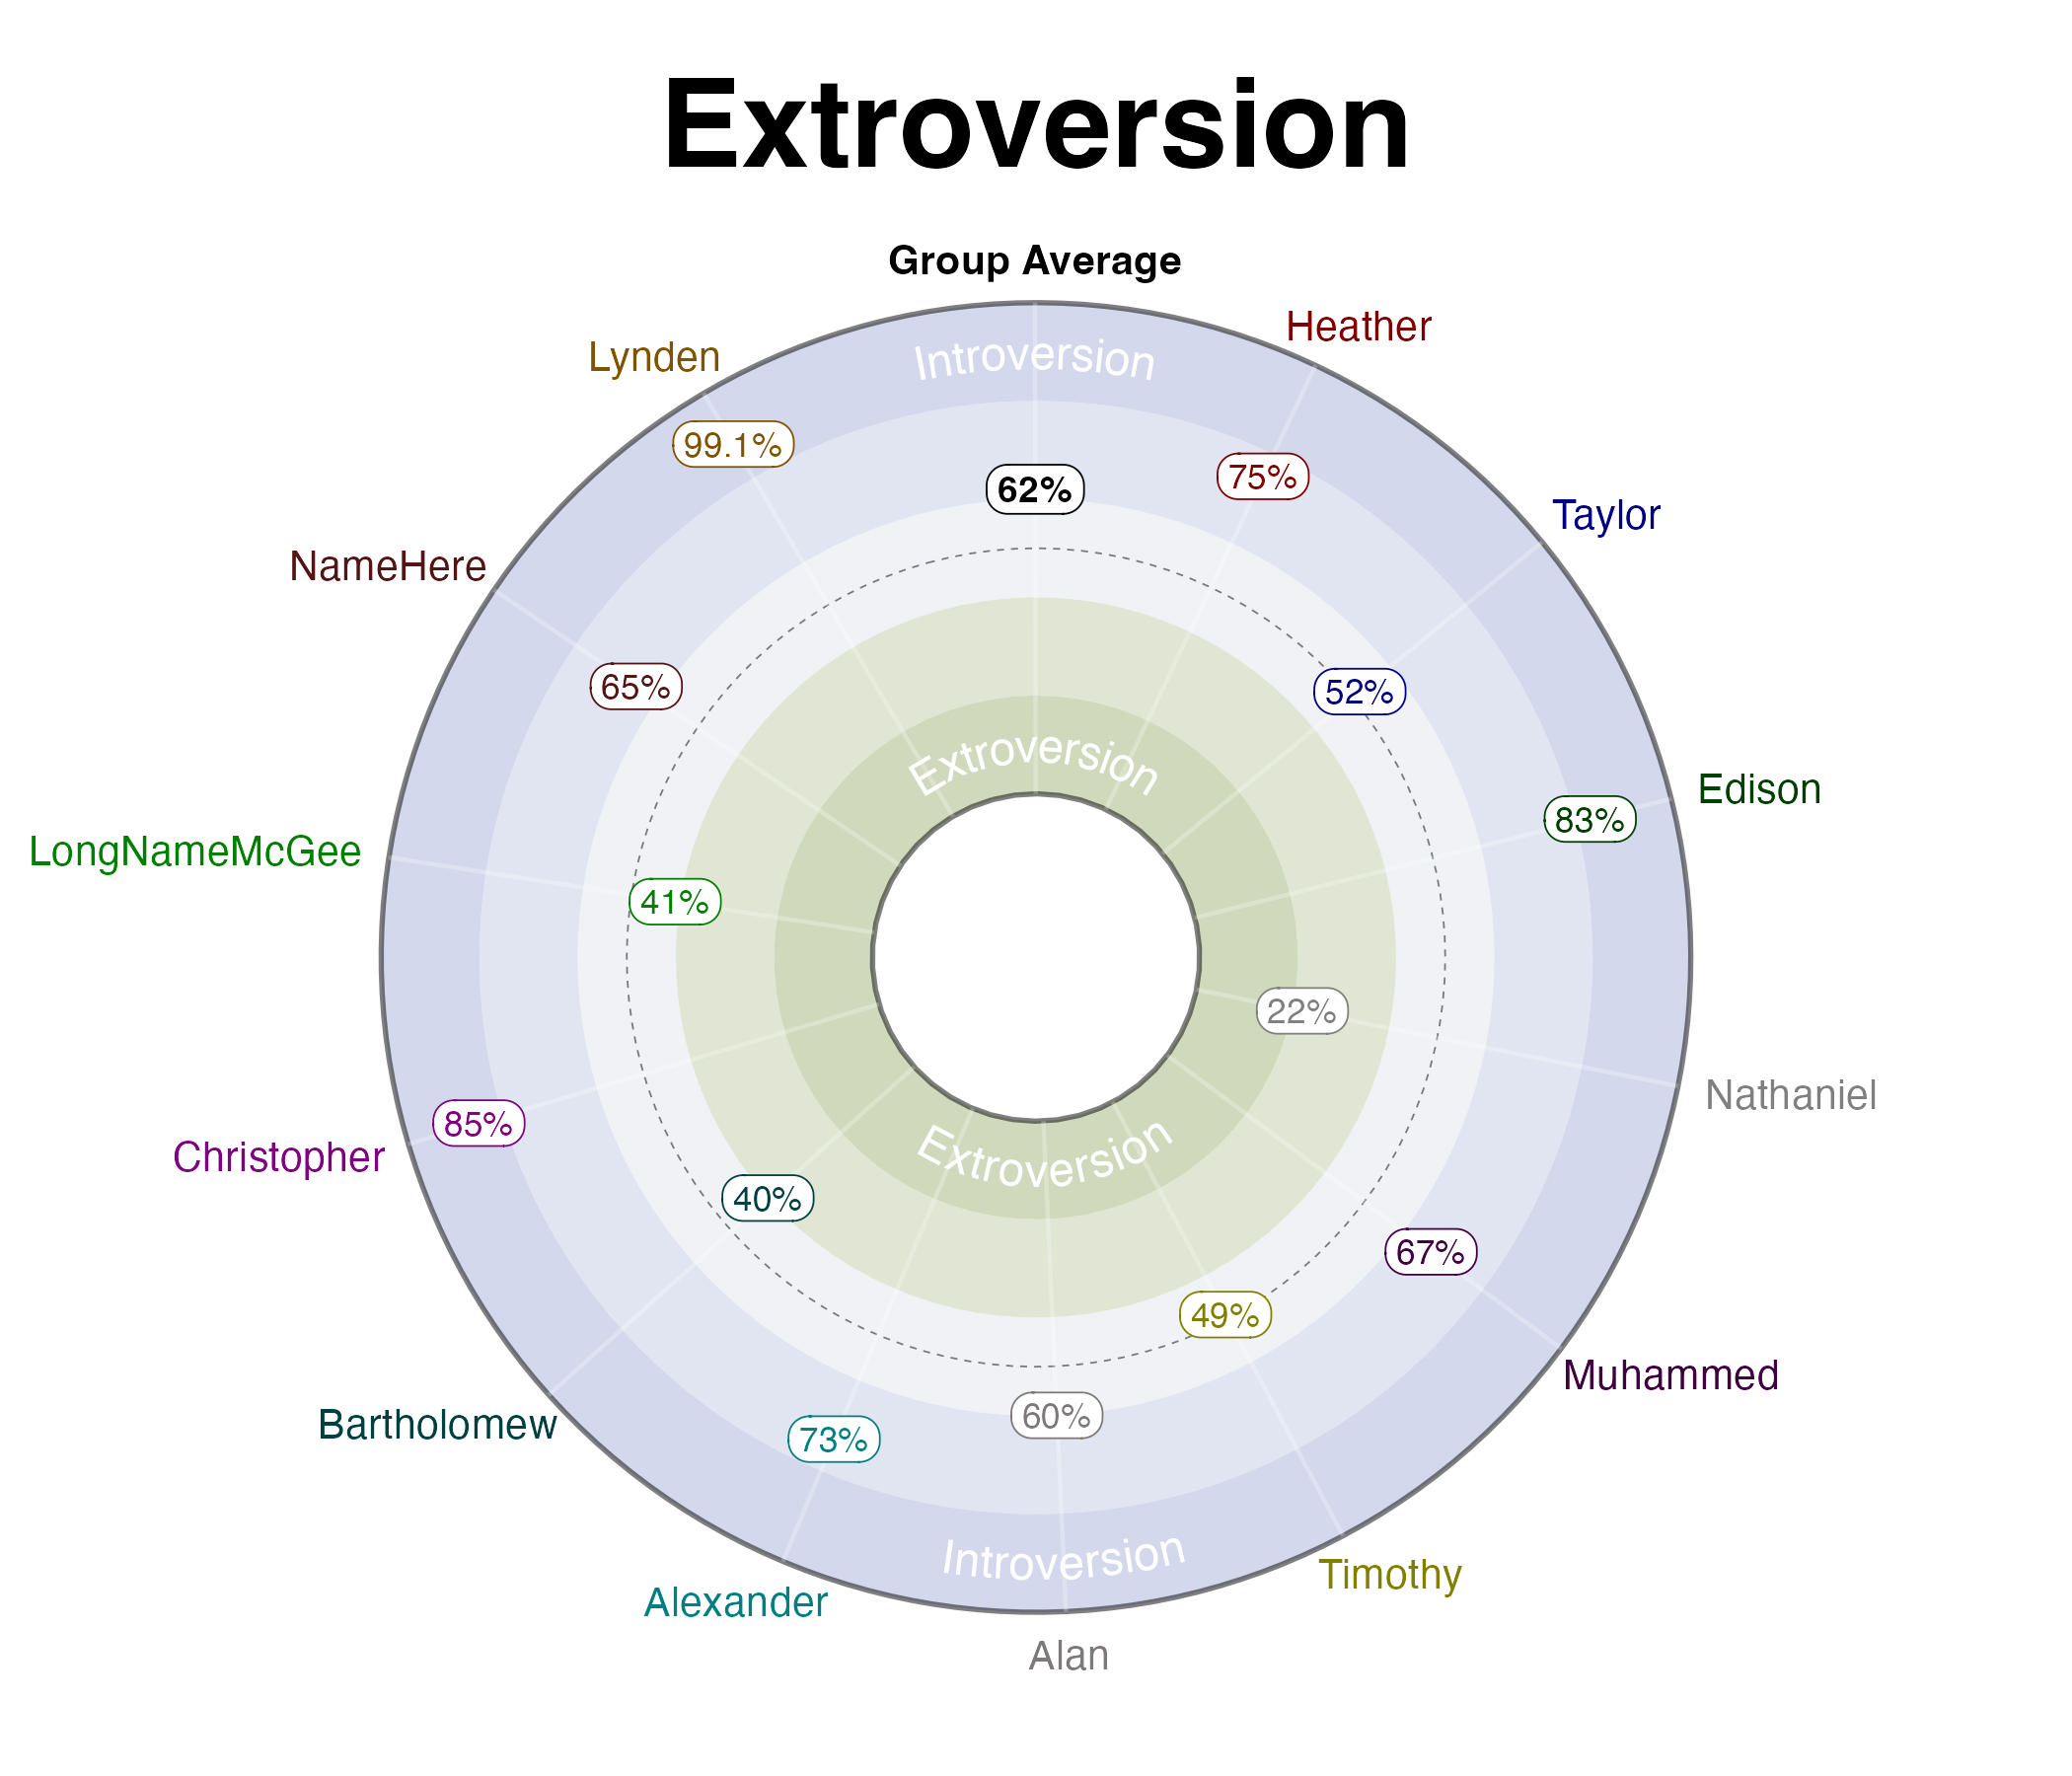 Extroversion
Group Average
Heather
Lynden
Introversion
99.1%
75%
62%
Taylor
NameHere
65%
52%
Extroversion
Edison
83%
LongNameMcGee
41%
22%
Nathaniel
85%
Christopher
Extroversion
40%
67%
49%
Muhammed
60%
Bartholomew
73%
Introversion
Timothy
Alexander
Alan